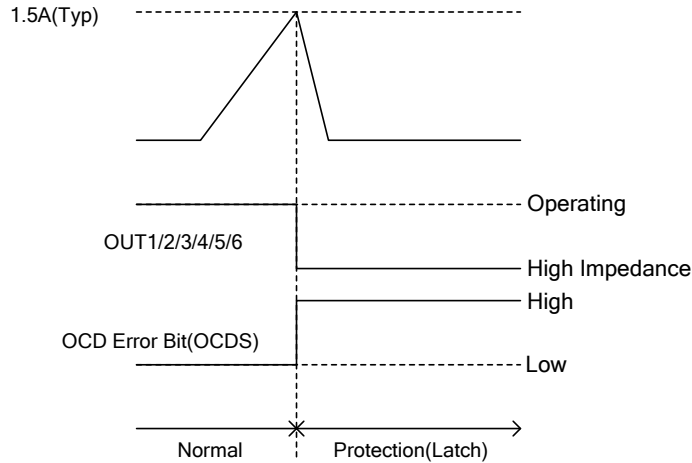 1.5A(Typ)
Operating
OUT1/2/3/4/5/6
High Impedance
High
OCD Error Bit(OCDS)
Low
Normal
Protection(Latch)